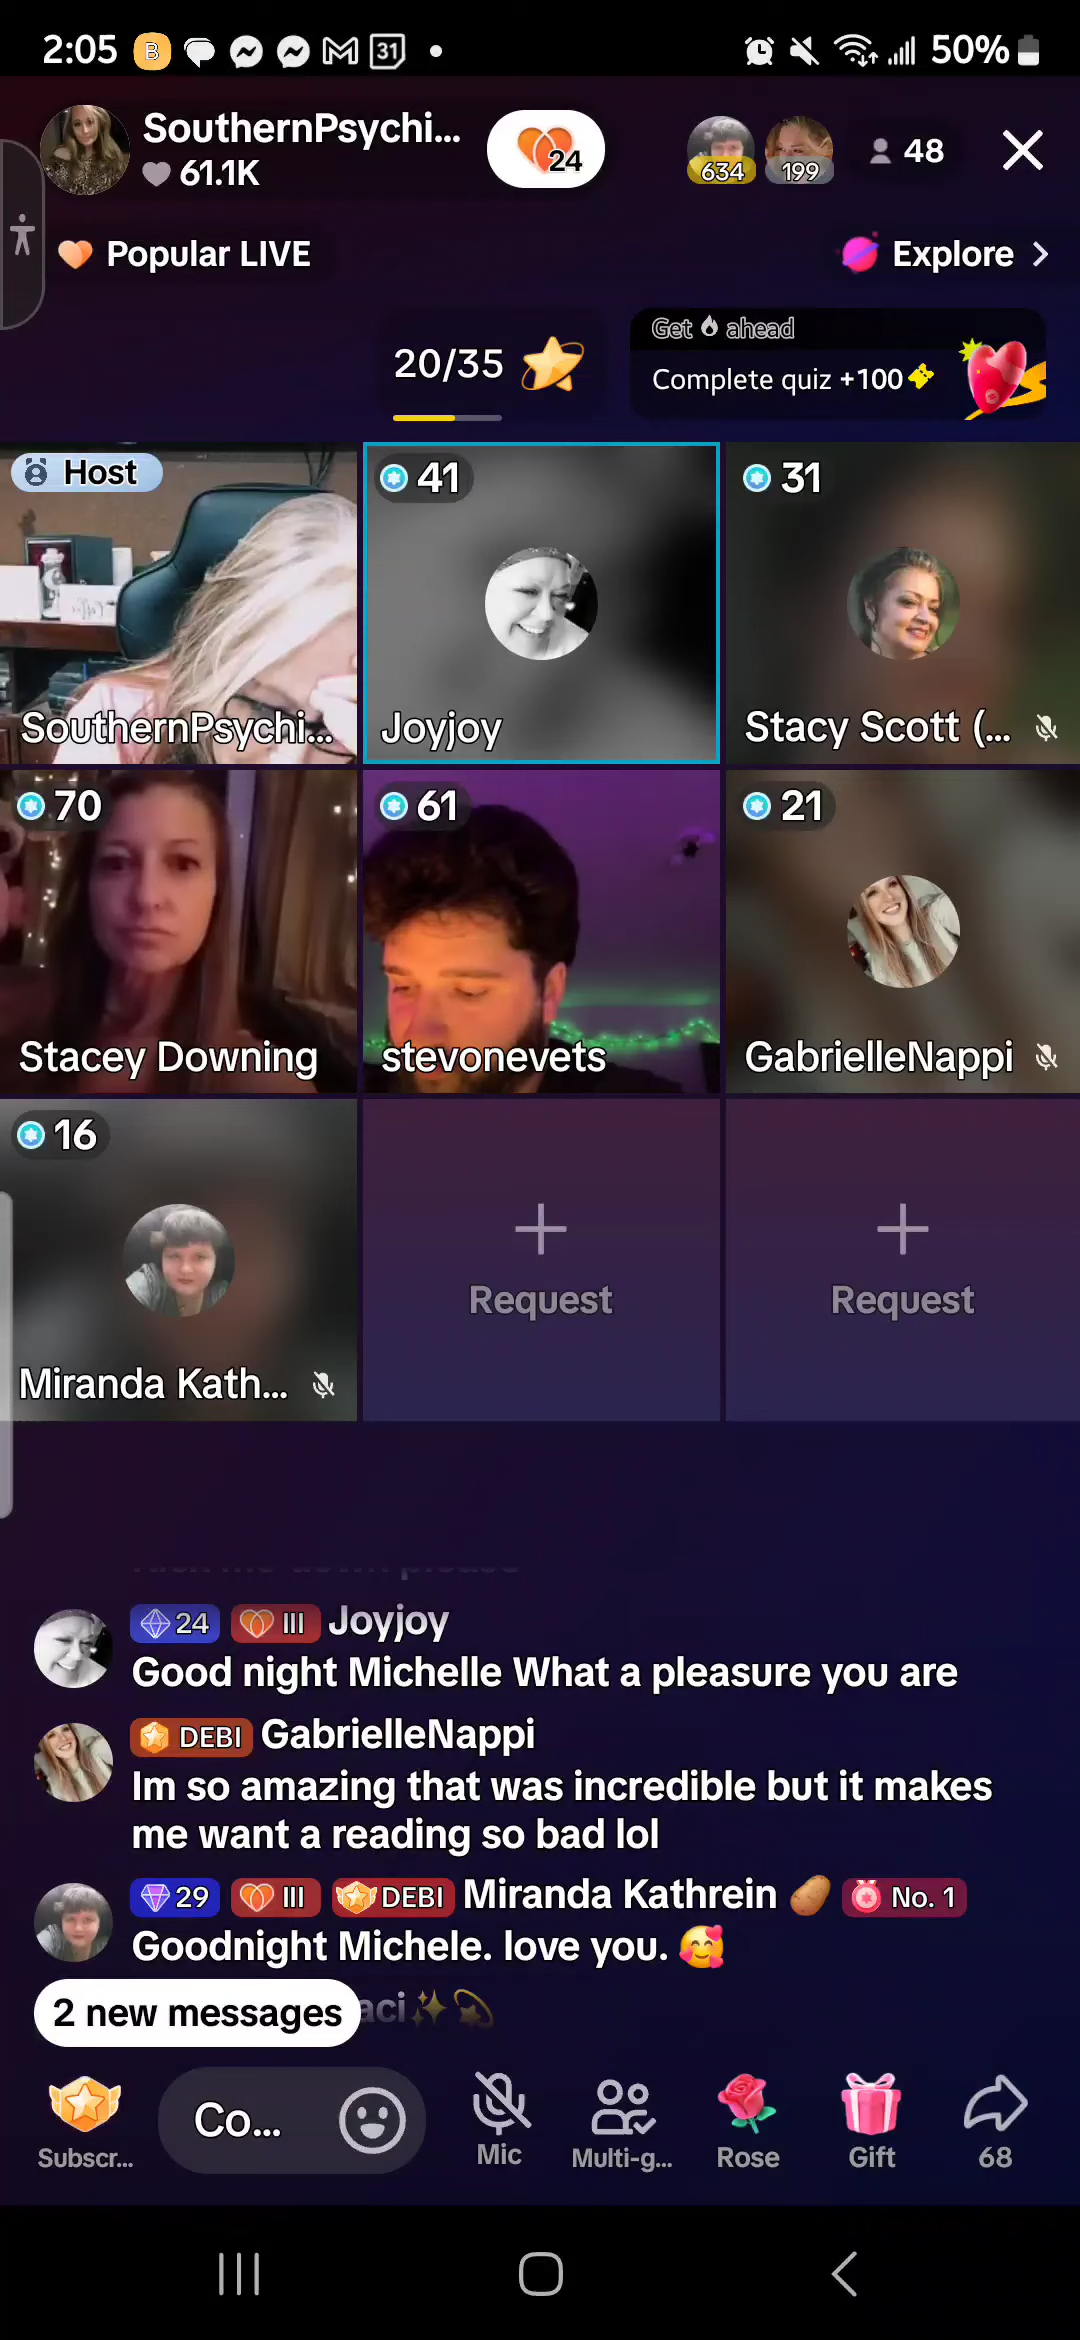 2:05
B
31
50%
SouthernPsychi...
61.1K
24
634
199
48
Popular LIVE
Explore
20/35
Get ahead
Complete quiz +100
Host
SouthernPsychi...
41
Joyjoy
31
Stacy Scott (...
70
Stacey Downing
61
stevonevets
21
GabrielleNappi
16
Miranda Kath...
Request
Request
24 III Joyjoy
Good night Michelle What a pleasure you are
DEBI GabrielleNappi
Im so amazing that was incredible but it makes
me want a reading so bad lol
29 III DEBI Miranda Kathrein 🥔 No. 1
Goodnight Michele. love you. 🥰
2 new messages
aci✨💫
Subscr...
Co...
Mic
Multi-g...
Rose
Gift
68